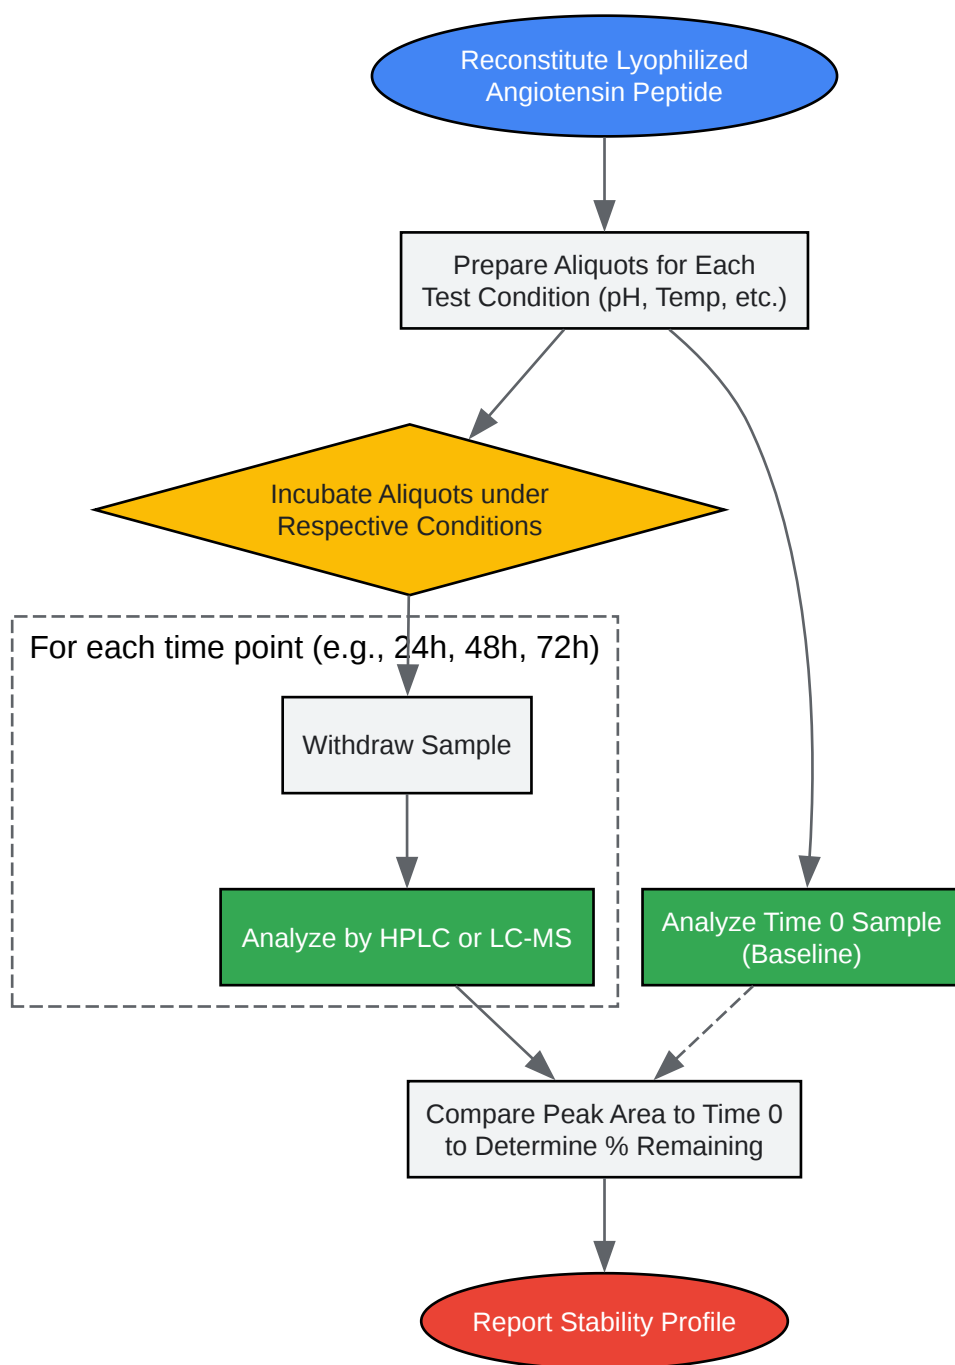 Reconstitute Lyophilized
Angiotensin Peptide
Prepare Aliquots for Each
Test Condition (pH, Temp, etc.)
Incubate Aliquots under
Respective Conditions
For each time point (e.g., 24h, 48h, 72h)
Withdraw Sample
Analyze by HPLC or LC-MS
Analyze Time 0 Sample
(Baseline)
Compare Peak Area to Time 0
to Determine % Remaining
Report Stability Profile